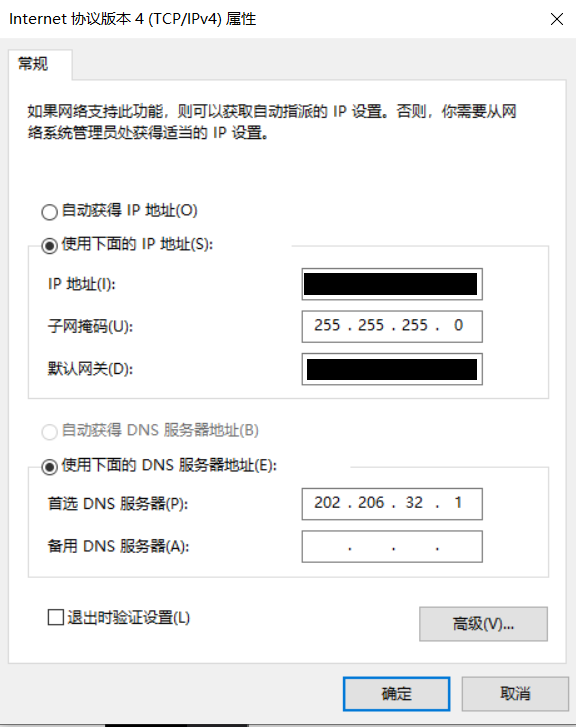 Internet 协议版本 4 (TCP/IPv4) 属性
常规
如果网络支持此功能，则可以获取自动指派的 IP 设置。否则，你需要从网
络系统管理员处获得适当的 IP 设置。
自动获得 IP 地址(O)
使用下面的 IP 地址(S):
IP 地址(I):
子网掩码(U): 255 . 255 . 255 . 0
默认网关(D):
自动获得 DNS 服务器地址(B)
使用下面的 DNS 服务器地址(E):
首选 DNS 服务器(P): 202 . 206 . 32 . 1
备用 DNS 服务器(A): . . .
退出时验证设置(L)
高级(V)...
确定 取消